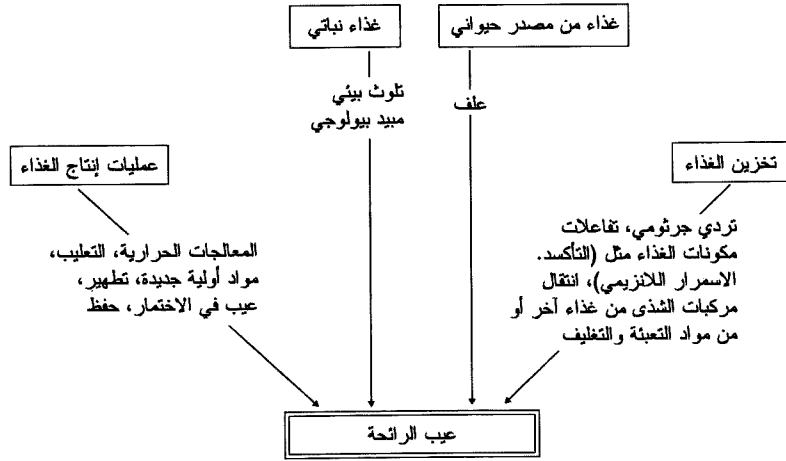 غذاء من مصدر حيواني
غذاء نباتي
علف
تلوث بيئي
مبيد بيولوجي
تخزين الغذاء
عمليات إنتاج الغذاء
تردي جرثومي، تفاعلات
مكونات الغذاء مثل (التأكسد.
الاسمرار اللانزيمي)، انتقال
مركبات الشذى من غذاء آخر أو
من مواد التعبئة والتغليف
المعالجات الحرارية، التعليب،
مواد أولية جديدة، تطهير،
عيب في الاختمار، حفظ
عيب الرائحة